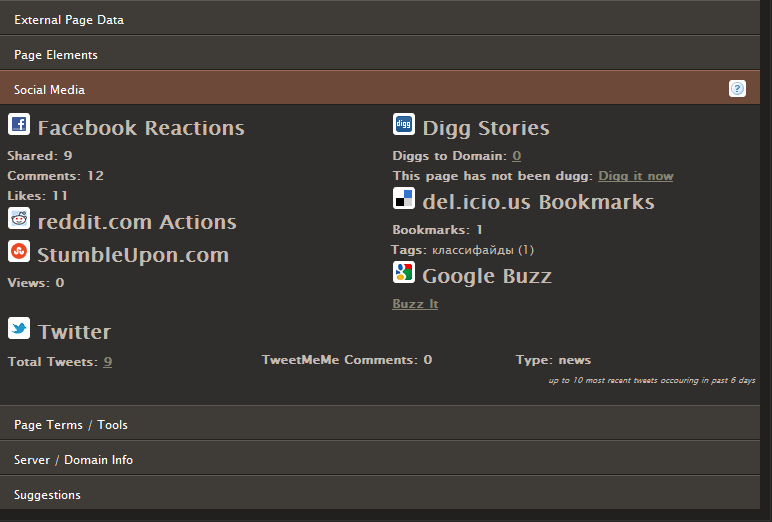 External Page Data
Page Elements
Social Media
?
Facebook Reactions
Shared: 9
Comments: 12
Likes: 11
reddit.com Actions
StumbleUpon.com
Views: 0
digg
Digg Stories
Diggs to Domain: 0
This page has not been dugg: Digg it now
del.icio.us Bookmarks
Bookmarks: 1
Tags: классифайды (1)
Google Buzz
Buzz It
Twitter
Total Tweets: 9
TweetMeMe Comments: 0
Type: news
up to 10 most recent tweets occouring in past 6 days
Page Terms / Tools
Server / Domain Info
Suggestions